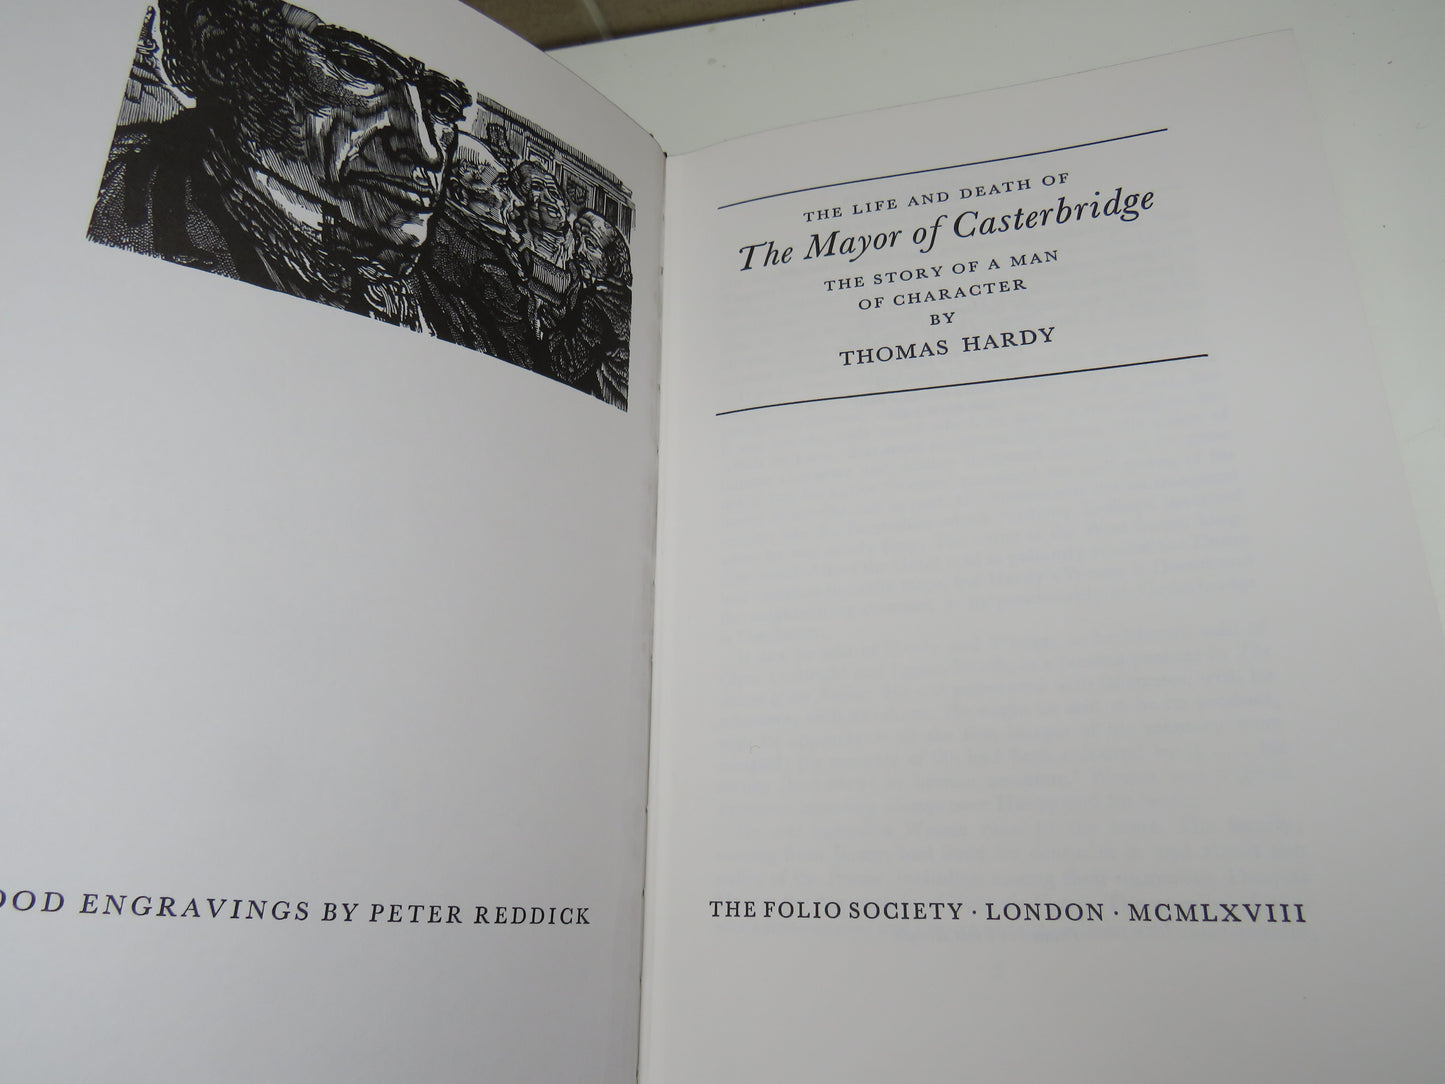 ENGRAVINGS BY PETER REDDICK
THE LIFE AND DEATH OF
The Mayor of Casterbridge
THE STORY OF A MAN
OF CHARACTER
BY
THOMAS HARDY
THE FOLIO SOCIETY · LONDON · MCMLXVIII